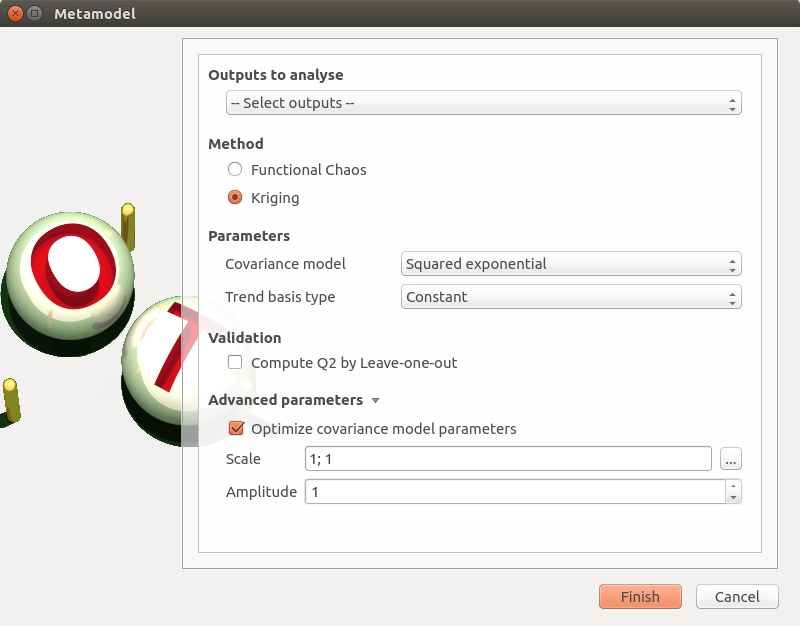 Metamodel
Outputs to analyse
-- Select outputs --
Method
Functional Chaos
Kriging
Parameters
Covariance model Squared exponential
Trend basis type Constant
Validation
Compute Q2 by Leave-one-out
Advanced parameters
Optimize covariance model parameters
Scale 1; 1 ...
Amplitude 1
Finish Cancel
O
T